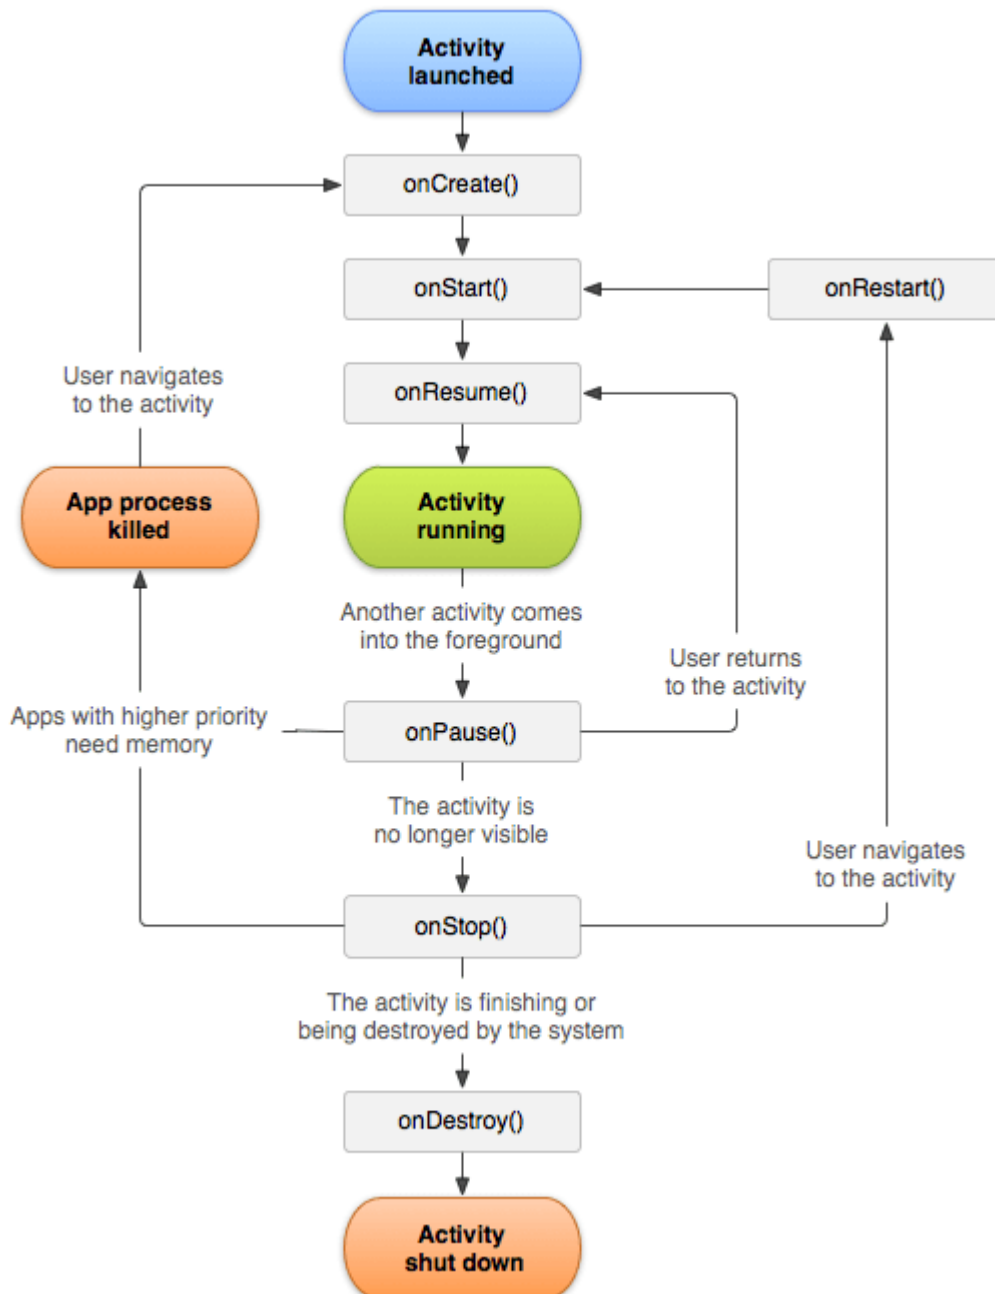 Activity
launched
onCreate()
onStart()
onRestart()
User navigates
to the activity
onResume()
App process
killed
Activity
running
Another activity comes
into the foreground
User returns
to the activity
Apps with higher priority
need memory
onPause()
The activity is
no longer visible
User navigates
to the activity
onStop()
The activity is finishing or
being destroyed by the system
onDestroy()
Activity
shut down